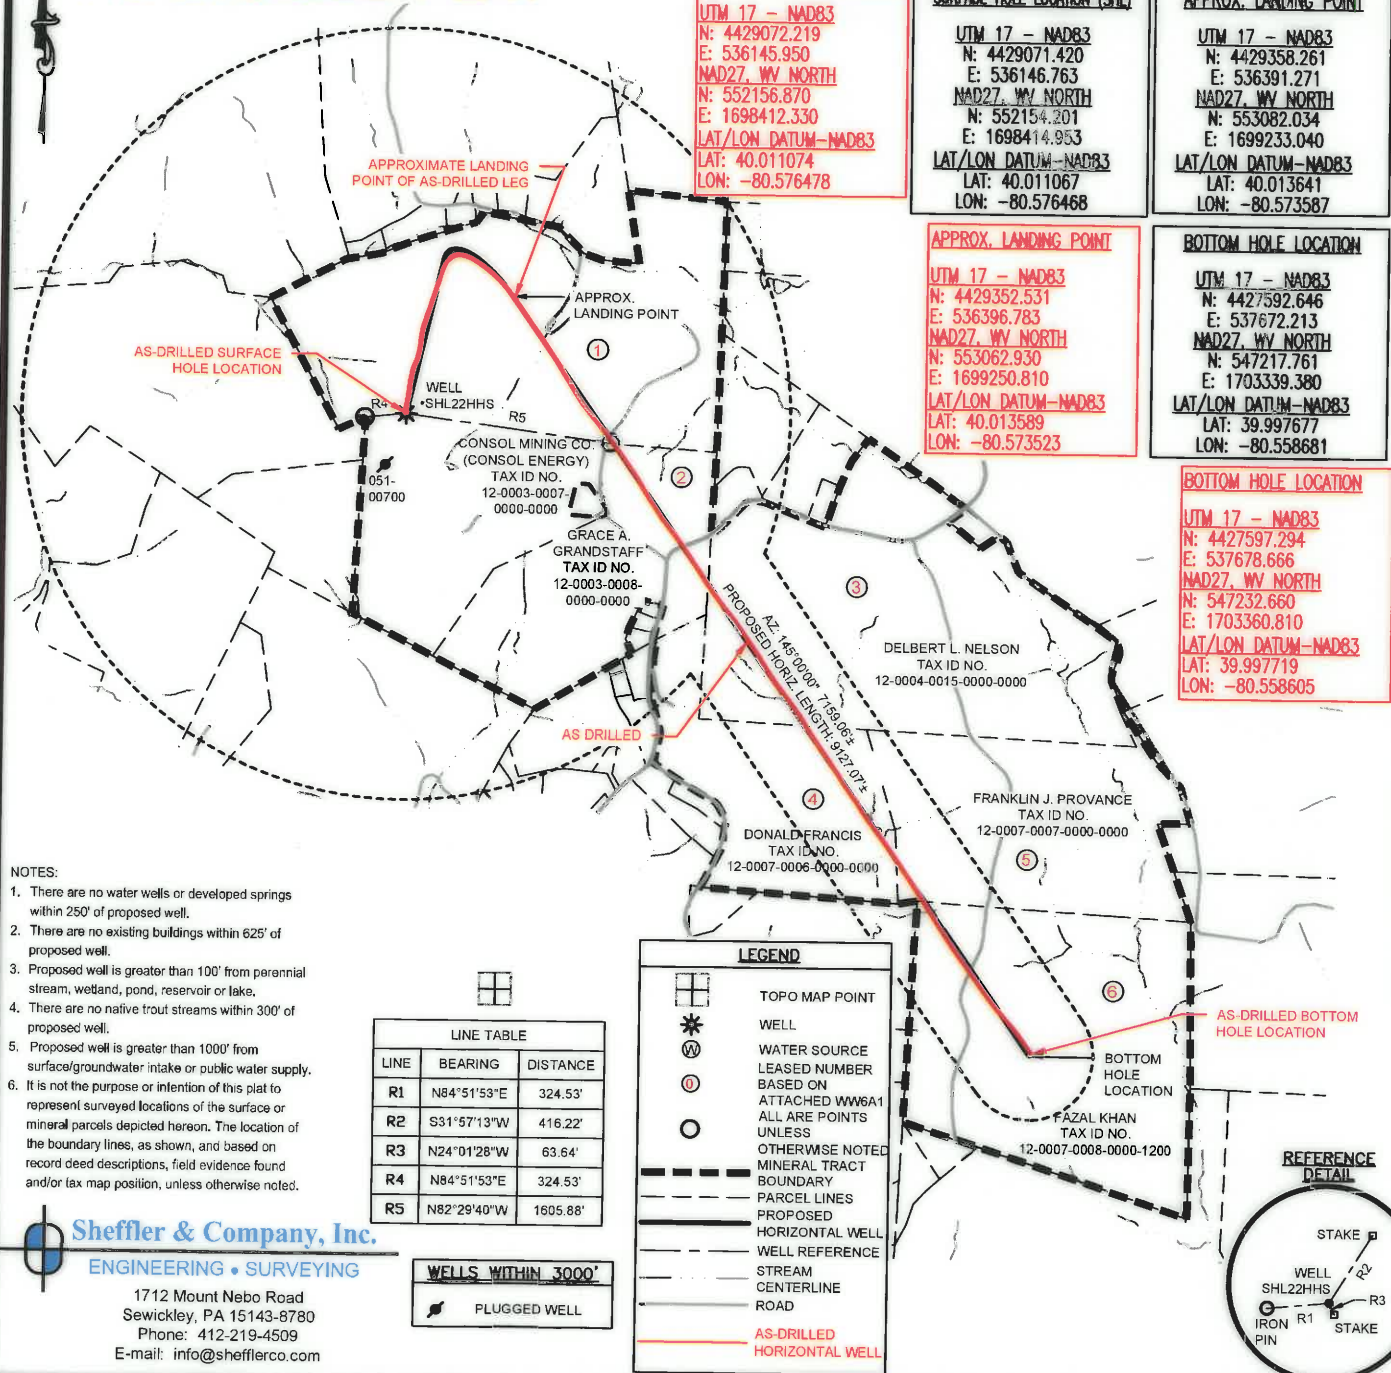 UTM 17 - NAD83
N: 4429072.219
E: 536145.950
NAD27, WV NORTH
N: 552156.870
E: 1698412.330
LAT/LON DATUM-NAD83
LAT: 40.011074
LON: -80.576478
SURFACE HOLE LOCATION (SHL)
UTM 17 - NAD83
N: 4429071.420
E: 536146.763
NAD27, WV NORTH
N: 552154.201
E: 1698414.953
LAT/LON DATUM-NAD83
LAT: 40.011067
LON: -80.576468
APPROX. LANDING POINT
UTM 17 - NAD83
N: 4429358.261
E: 536391.271
NAD27, WV NORTH
N: 553082.034
E: 1699233.040
LAT/LON DATUM-NAD83
LAT: 40.013641
LON: -80.573587
APPROX. LANDING POINT
UTM 17 - NAD83
N: 4429352.531
E: 536396.783
NAD27, WV NORTH
N: 553062.930
E: 1699250.810
LAT/LON DATUM-NAD83
LAT: 40.013589
LON: -80.573523
BOTTOM HOLE LOCATION
UTM 17 - NAD83
N: 4427592.646
E: 537672.213
NAD27, WV NORTH
N: 547217.761
E: 1703339.380
LAT/LON DATUM-NAD83
LAT: 39.997677
LON: -80.558681
BOTTOM HOLE LOCATION
UTM 17 - NAD83
N: 4427597.294
E: 537678.666
NAD27, WV NORTH
N: 547232.660
E: 1703360.810
LAT/LON DATUM-NAD83
LAT: 39.997719
LON: -80.558605
APPROXIMATE LANDING
POINT OF AS-DRILLED LEG
APPROX.
LANDING POINT
1
AS-DRILLED SURFACE
HOLE LOCATION
WELL
SHL22HHS
R4
R5
051-
00700
CONSOL MINING CO.
(CONSOL ENERGY)
TAX ID NO.
12-0003-0007-
0000-0000
2
GRACE A.
GRANDSTAFF
TAX ID NO.
12-0003-0008-
0000-0000
3
DELBERT L. NELSON
TAX ID NO.
12-0004-0015-0000-0000
AZ. 145°00'00" 7159.06'±
PROPOSED HORIZ. LENGTH: 9127.07'±
AS DRILLED
4
DONALD FRANCIS
TAX ID NO.
12-0007-0006-0000-0000
FRANKLIN J. PROVANCE
TAX ID NO.
12-0007-0007-0000-0000
5
6
AS-DRILLED BOTTOM
HOLE LOCATION
BOTTOM
HOLE
LOCATION
FAZAL KHAN
TAX ID NO.
12-0007-0008-0000-1200
NOTES:
1. There are no water wells or developed springs
within 250' of proposed well.
2. There are no existing buildings within 625' of
proposed well.
3. Proposed well is greater than 100' from perennial
stream, wetland, pond, reservoir or lake.
4. There are no native trout streams within 300' of
proposed well.
5. Proposed well is greater than 1000' from
surface/groundwater intake or public water supply.
6. It is not the purpose or intention of this plat to
represent surveyed locations of the surface or
mineral parcels depicted hereon. The location of
the boundary lines, as shown, and based on
record deed descriptions, field evidence found
and/or tax map position, unless otherwise noted.
LINE TABLE
LINE BEARING DISTANCE
R1 N84°51'53"E 324.53'
R2 S31°57'13"W 416.22'
R3 N24°01'28"W 63.64'
R4 N84°51'53"E 324.53'
R5 N82°29'40"W 1605.88'
WELLS WITHIN 3000'
PLUGGED WELL
LEGEND
TOPO MAP POINT
WELL
W WATER SOURCE
0 LEASED NUMBER
BASED ON
ATTACHED WW6A1
ALL ARE POINTS
UNLESS
OTHERWISE NOTED
MINERAL TRACT
BOUNDARY
PARCEL LINES
PROPOSED
HORIZONTAL WELL
WELL REFERENCE
STREAM
CENTERLINE
ROAD
AS-DRILLED
HORIZONTAL WELL
Sheffler & Company, Inc.
ENGINEERING • SURVEYING
1712 Mount Nebo Road
Sewickley, PA 15143-8780
Phone: 412-219-4509
E-mail: info@shefflerco.com
REFERENCE
DETAIL
STAKE
R2
WELL
SHL22HHS
R3
R1
IRON
PIN
STAKE